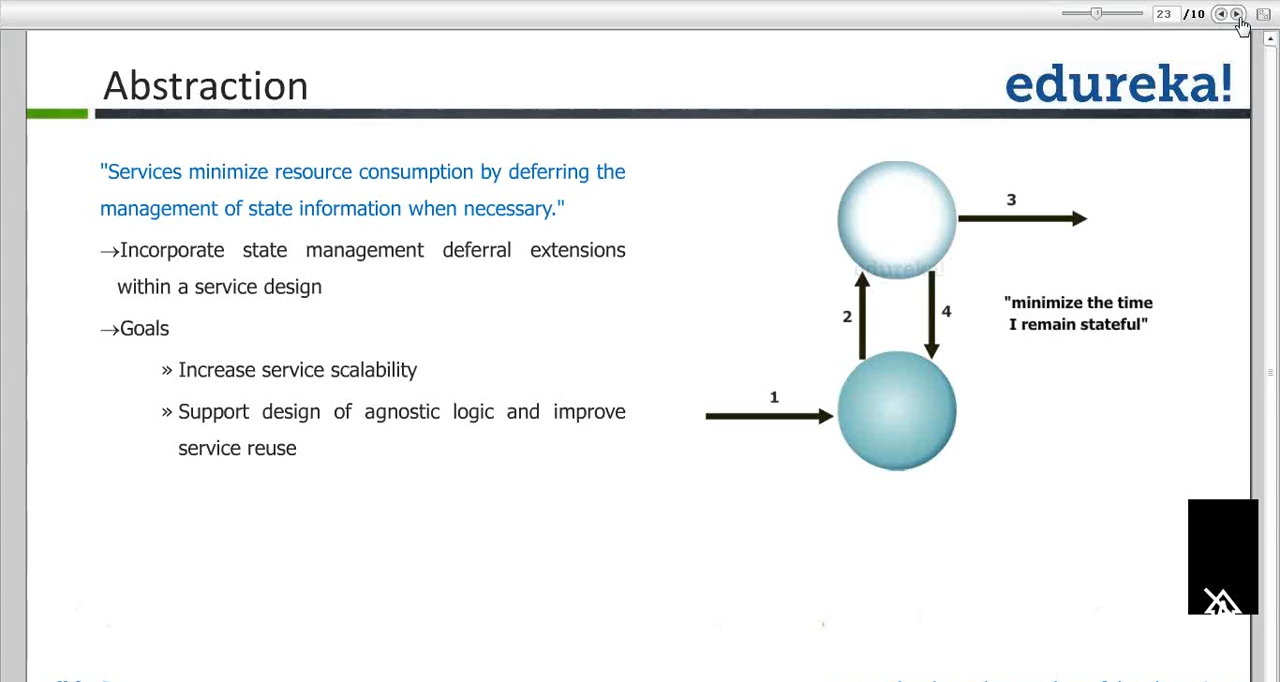 23 /10
Abstraction
edureka!
"Services minimize resource consumption by deferring the
management of state information when necessary."
→Incorporate state management deferral extensions
within a service design
→Goals
» Increase service scalability
» Support design of agnostic logic and improve
service reuse
3
edureka!
2
4
"minimize the time
I remain stateful"
1